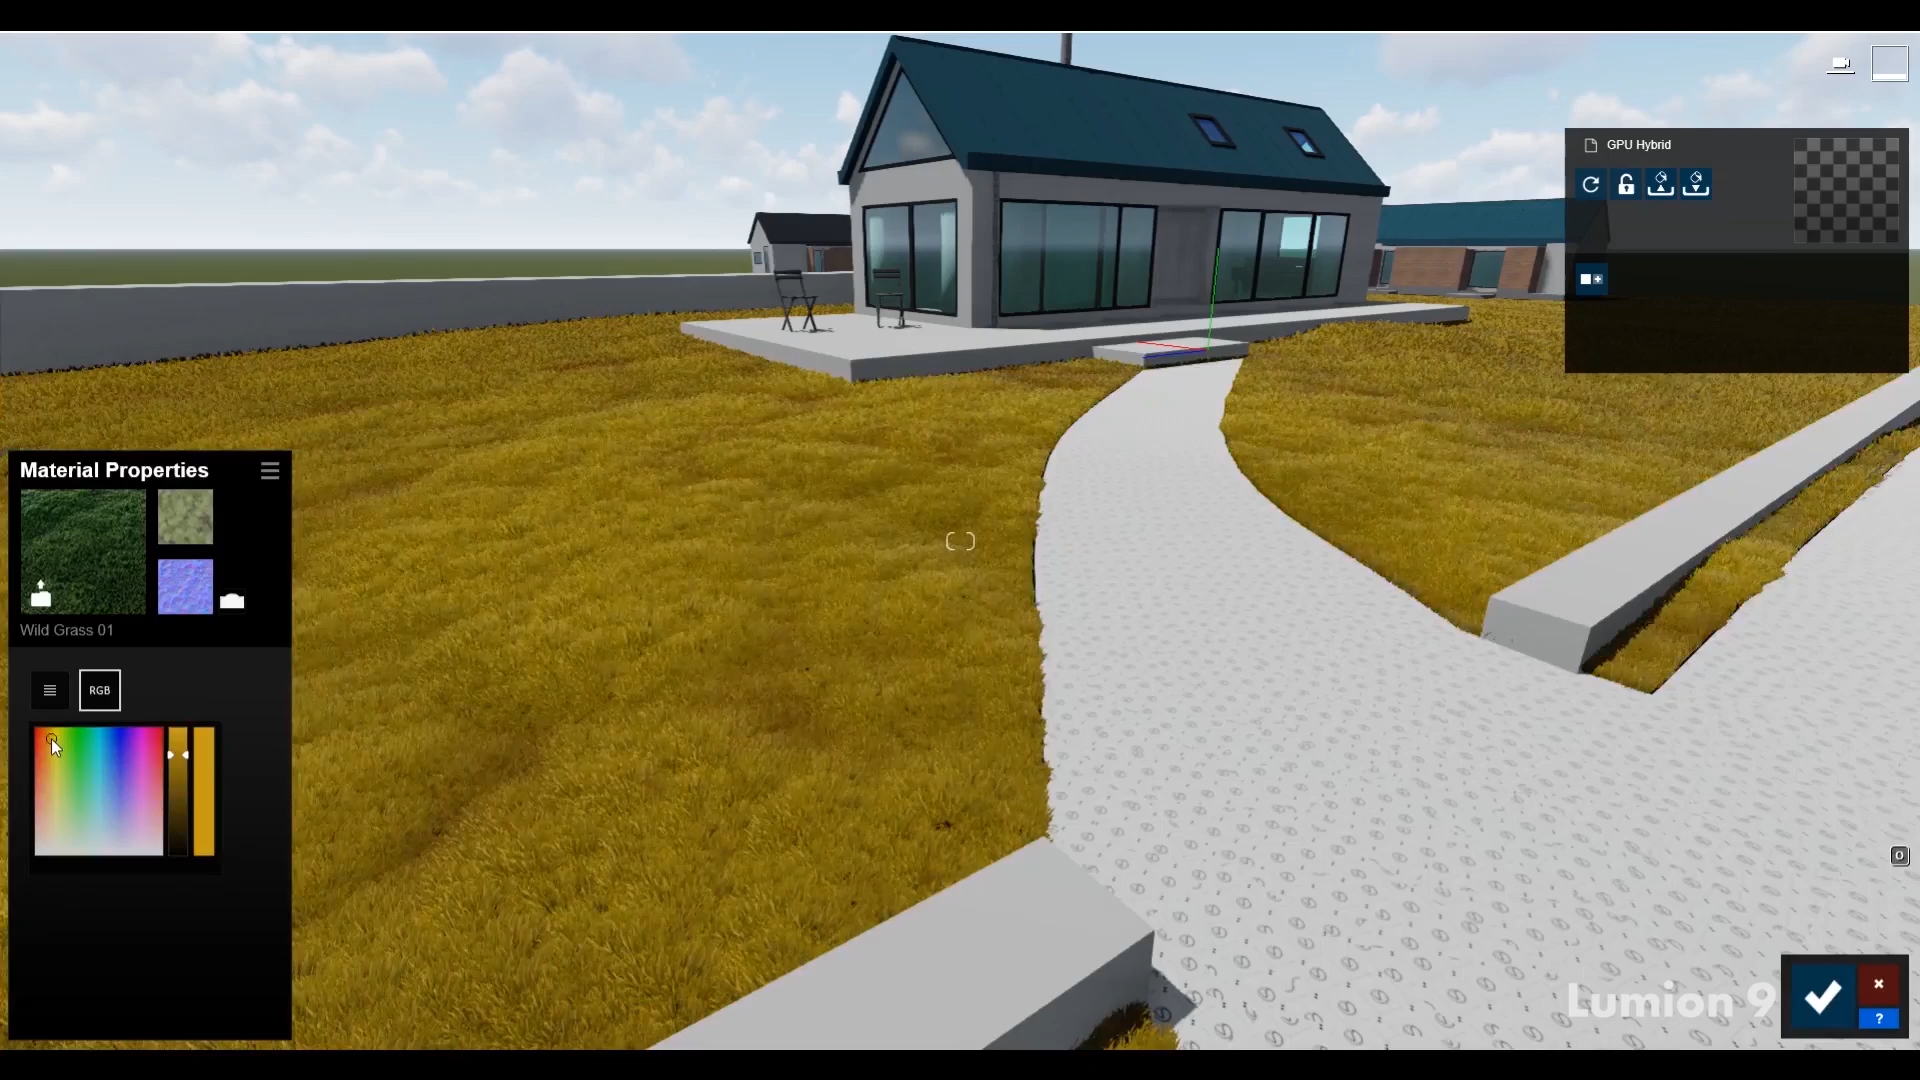 GPU Hybrid
Material Properties
Wild Grass 01
RGB
O
Lumion 9
?